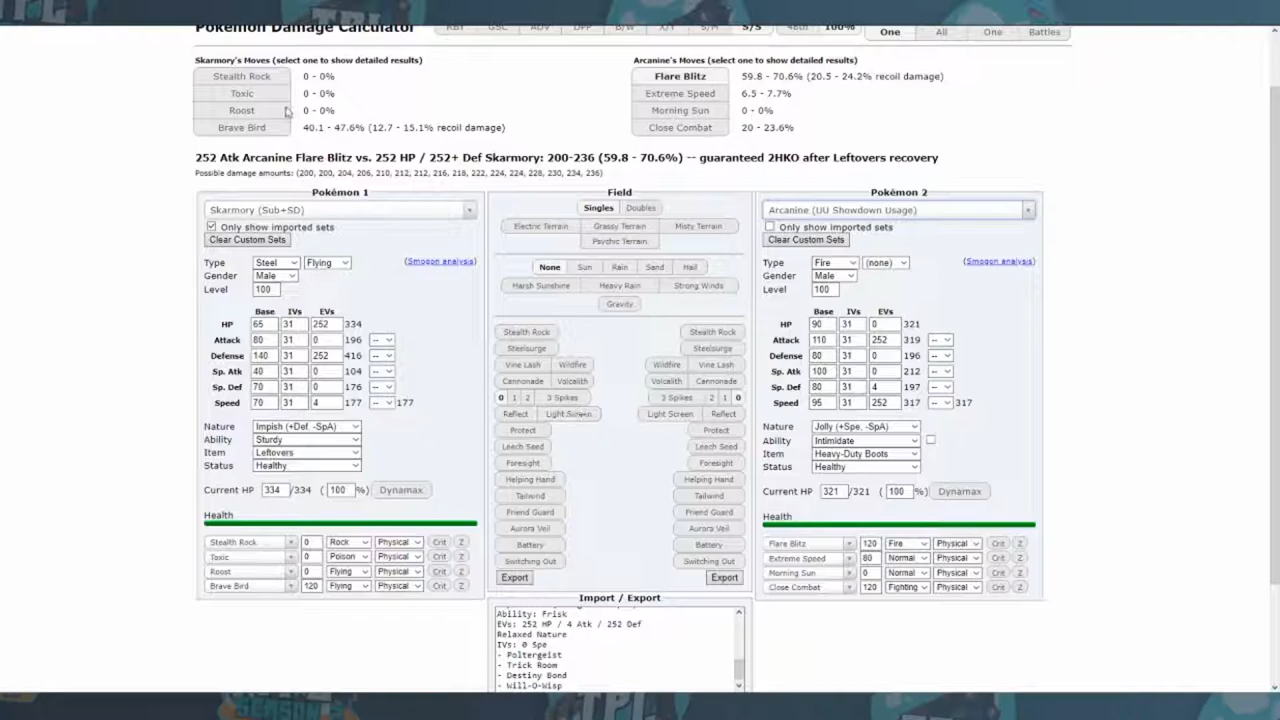 Pokémon Damage Calculator RBY GSC ADV DPP B/W X/Y S/M S/S 48th 100% One All One Battles
Skarmory's Moves (select one to show detailed results)
Stealth Rock 0 - 0%
Toxic 0 - 0%
Roost 0 - 0%
Brave Bird 40.1 - 47.6% (12.7 - 15.1% recoil damage)
Arcanine's Moves (select one to show detailed results)
Flare Blitz 59.8 - 70.6% (20.5 - 24.2% recoil damage)
Extreme Speed 6.5 - 7.7%
Morning Sun 0 - 0%
Close Combat 20 - 23.6%
252 Atk Arcanine Flare Blitz vs. 252 HP / 252+ Def Skarmory: 200-236 (59.8 - 70.6%) -- guaranteed 2HKO after Leftovers recovery
Possible damage amounts: (200, 200, 204, 206, 210, 212, 212, 216, 218, 222, 224, 224, 228, 230, 234, 236)
Pokémon 1
Skarmory (Sub+SD)
Only show imported sets
Clear Custom Sets
Type Steel Flying (Smogon analysis)
Gender Male
Level 100
Base IVs EVs
HP 65 31 252 334
Attack 80 31 0 196 --
Defense 140 31 252 416 --
Sp. Atk 40 31 0 104 --
Sp. Def 70 31 0 176 --
Speed 70 31 4 177 -- 177
Nature Impish (+Def, -SpA)
Ability Sturdy
Item Leftovers
Status Healthy
Current HP 334 /334 ( 100 %) Dynamax
Health
Stealth Rock 0 Rock Physical Crit Z
Toxic 0 Poison Physical Crit Z
Roost 0 Flying Physical Crit Z
Brave Bird 120 Flying Physical Crit Z
Field
Singles Doubles
Electric Terrain Grassy Terrain Misty Terrain
Psychic Terrain
None Sun Rain Sand Hail
Harsh Sunshine Heavy Rain Strong Winds
Gravity
Stealth Rock Stealth Rock
Steelsurge Steelsurge
Vine Lash Wildfire Wildfire Vine Lash
Cannonade Volcalith Volcalith Cannonade
0 1 2 3 Spikes 3 Spikes 2 1 0
Reflect Light Screen Light Screen Reflect
Protect Protect
Leech Seed Leech Seed
Foresight Foresight
Helping Hand Helping Hand
Tailwind Tailwind
Friend Guard Friend Guard
Aurora Veil Aurora Veil
Battery Battery
Switching Out Switching Out
Export Export
Import / Export
Ability: Frisk
EVs: 252 HP / 4 Atk / 252 Def
Relaxed Nature
IVs: 0 Spe
- Poltergeist
- Trick Room
- Destiny Bond
- Will-O-Wisp
Pokémon 2
Arcanine (UU Showdown Usage)
Only show imported sets
Clear Custom Sets
Type Fire (none) (Smogon analysis)
Gender Male
Level 100
Base IVs EVs
HP 90 31 0 321
Attack 110 31 252 319 --
Defense 80 31 0 196 --
Sp. Atk 100 31 0 212 --
Sp. Def 80 31 4 197 --
Speed 95 31 252 317 -- 317
Nature Jolly (+Spe, -SpA)
Ability Intimidate
Item Heavy-Duty Boots
Status Healthy
Current HP 321 /321 ( 100 %) Dynamax
Health
Flare Blitz 120 Fire Physical Crit Z
Extreme Speed 80 Normal Physical Crit Z
Morning Sun 0 Normal Physical Crit Z
Close Combat 120 Fighting Physical Crit Z
TPL
SEASON
TPL